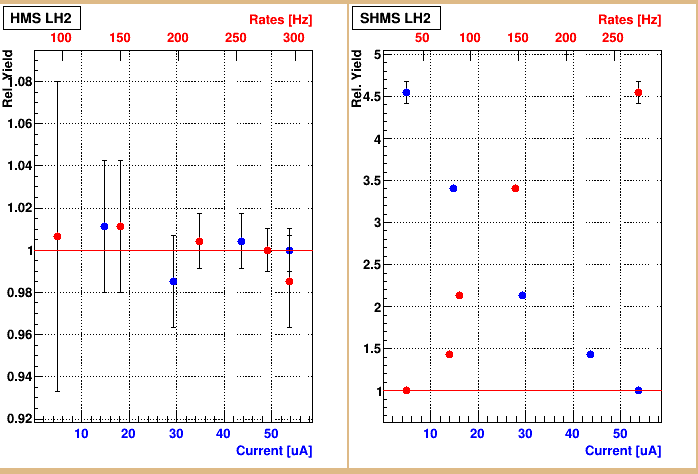 HMS LH2
Rates [Hz]
100 150 200 250 300
Rel. Yield
1.08
1.06
1.04
1.02
1
0.98
0.96
0.94
0.92
10 20 30 40 50
Current [uA]
SHMS LH2
Rates [Hz]
50 100 150 200 250
Rel. Yield
5
4.5
4
3.5
3
2.5
2
1.5
1
10 20 30 40 50
Current [uA]